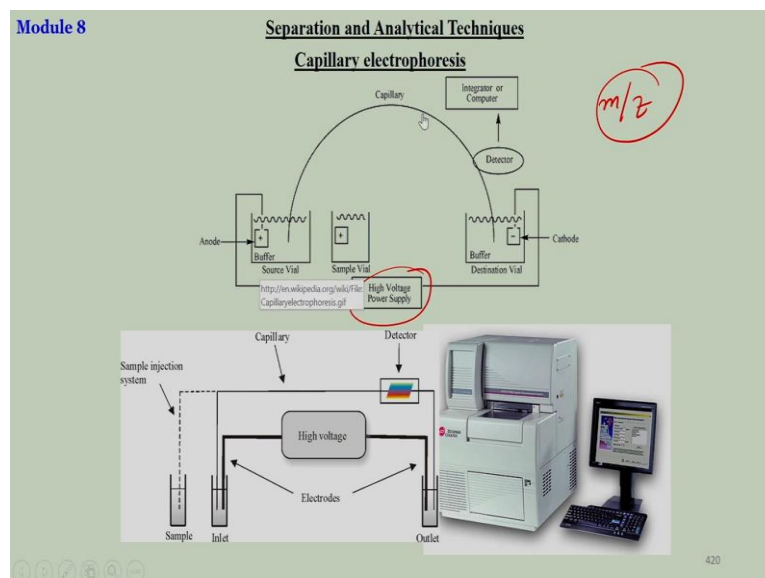 Module 8
Separation and Analytical Techniques
Capillary electrophoresis
m/z
Capillary
Integrator or
Computer
Detector
Anode
+
Buffer
Source Vial
+
Sample Vial
-
Cathode
Buffer
Destination Vial
http://en.wikipedia.org/wiki/File:
Capillaryelectrophoresis.gif
High Voltage
Power Supply
Capillary
Detector
Sample injection
system
High voltage
Electrodes
Sample
Inlet
Outlet
420